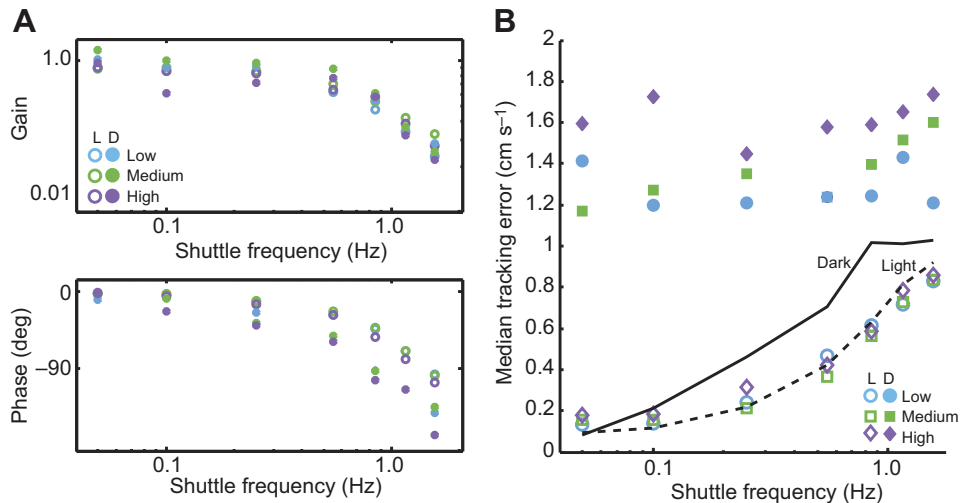 A
1.0
Gain
0.01
L D
Low
Medium
High
0.1
1.0
Shuttle frequency (Hz)
0
Phase (deg)
–90
0.1
1.0
Shuttle frequency (Hz)
B
2
1.8
1.6
1.4
1.2
1
0.8
0.6
0.4
0.2
0
Median tracking error (cm s–1)
Dark
Light
L D
Low
Medium
High
0.1
1.0
Shuttle frequency (Hz)